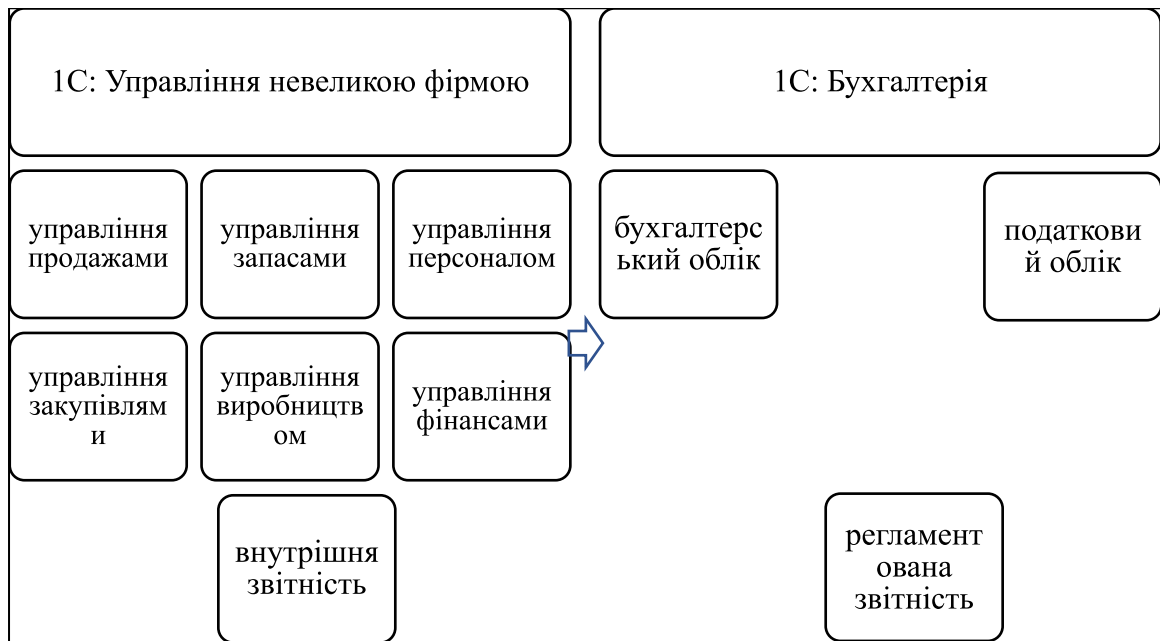 1С: Управління невеликою фірмою
1С: Бухгалтерія
управління
продажами
управління
запасами
управління
персоналом
бухгалтерс
ький облік
податкови
й облік
управління
закупівлям
и
управління
виробництв
ом
управління
фінансами
внутрішня
звітність
регламент
ована
звітність